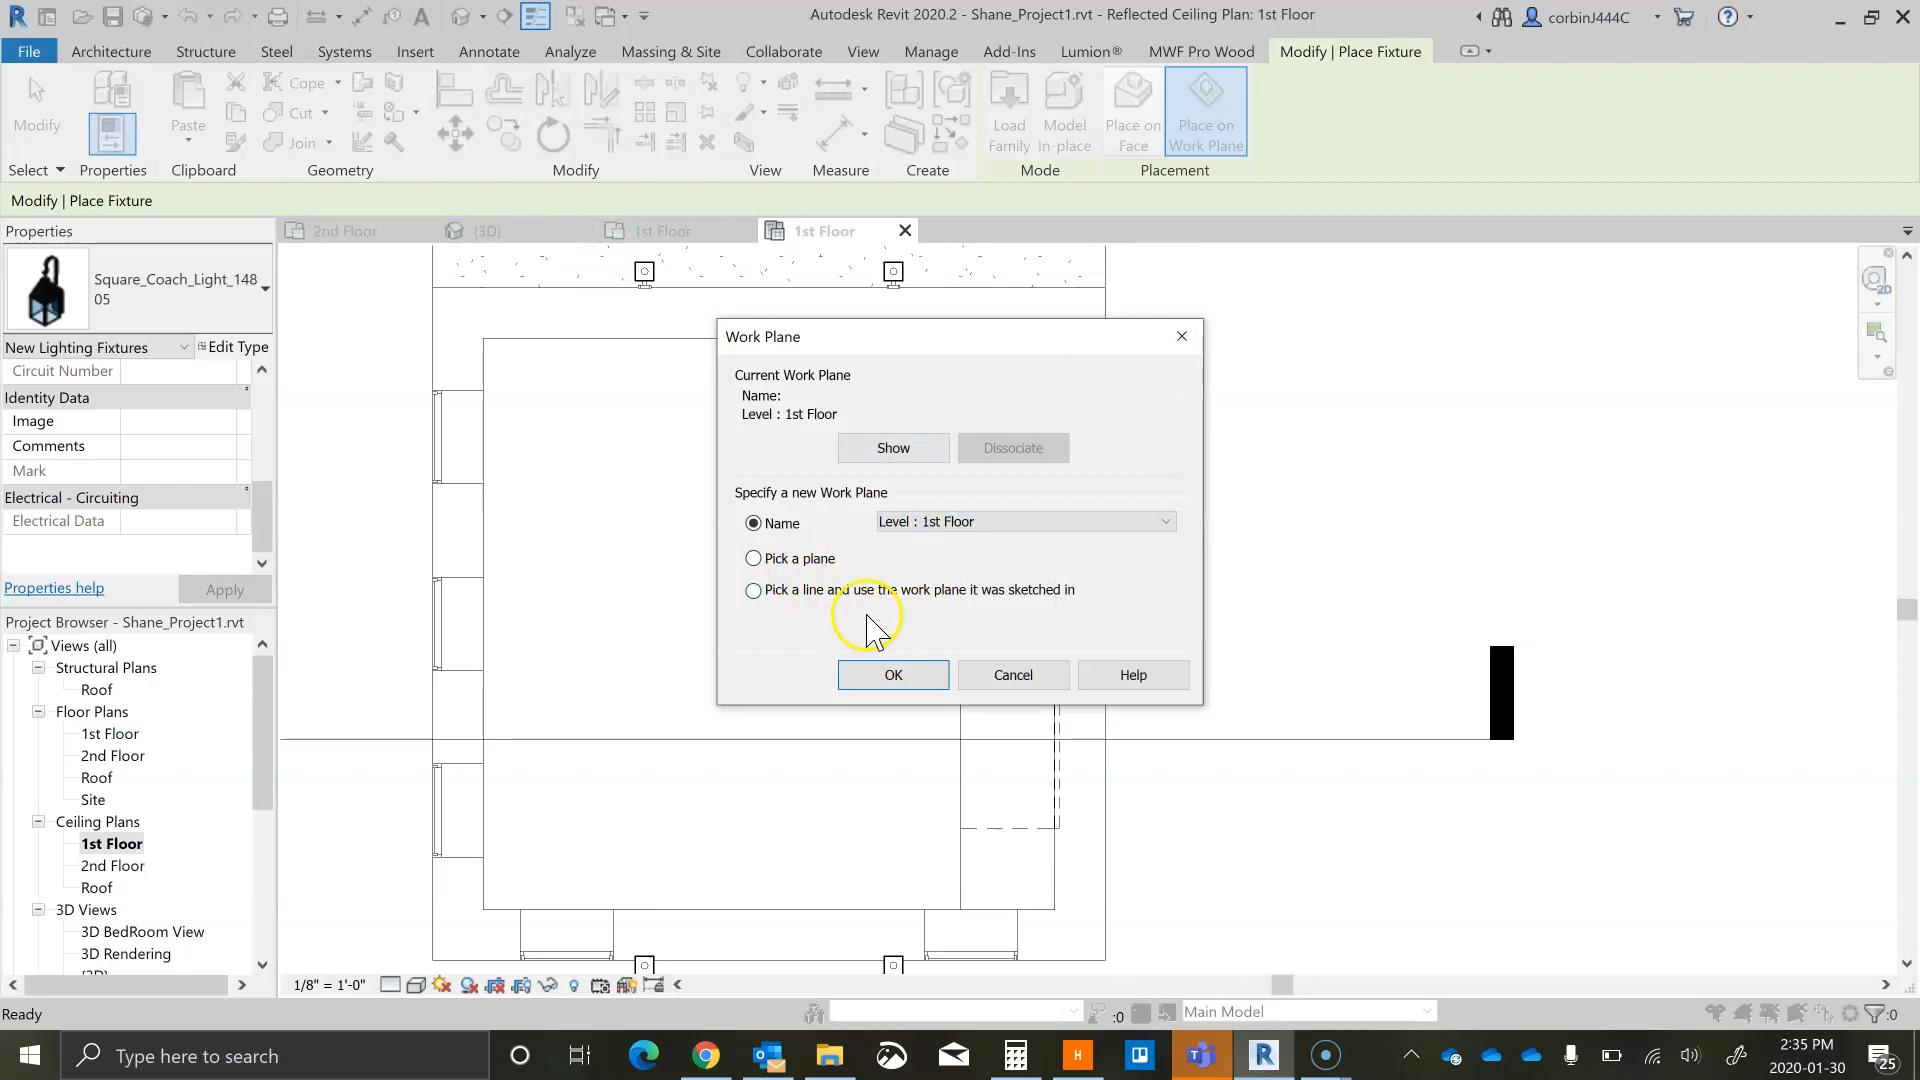 Autodesk Revit 2020.2 - Shane_Project1.rvt - Reflected Ceiling Plan: 1st Floor
corbinJ444C
File Architecture Structure Steel Systems Insert Annotate Analyze Massing & Site Collaborate View Manage Add-Ins Lumion® MWF Pro Wood Modify | Place Fixture
Cope
Cut
Join
Modify
Paste
Load Family
Model In-place
Place on Face
Place on Work Plane
Select Properties Clipboard Geometry Modify View Measure Create Mode Placement
Modify | Place Fixture
Properties
2nd Floor {3D} 1st Floor 1st Floor
Square_Coach_Light_148
05
New Lighting Fixtures Edit Type
Circuit Number
Identity Data
Image
Comments
Mark
Electrical - Circuiting
Electrical Data
Properties help Apply
Project Browser - Shane_Project1.rvt
Views (all)
Structural Plans
Roof
Floor Plans
1st Floor
2nd Floor
Roof
Site
Ceiling Plans
1st Floor
2nd Floor
Roof
3D Views
3D BedRoom View
3D Rendering
{3D}
2D
Work Plane
Current Work Plane
Name:
Level : 1st Floor
Show Dissociate
Specify a new Work Plane
Name Level : 1st Floor
Pick a plane
Pick a line and use the work plane it was sketched in
OK Cancel Help
1/8" = 1'-0"
Ready :0 Main Model :0
Type here to search
2:35 PM
2020-01-30
25